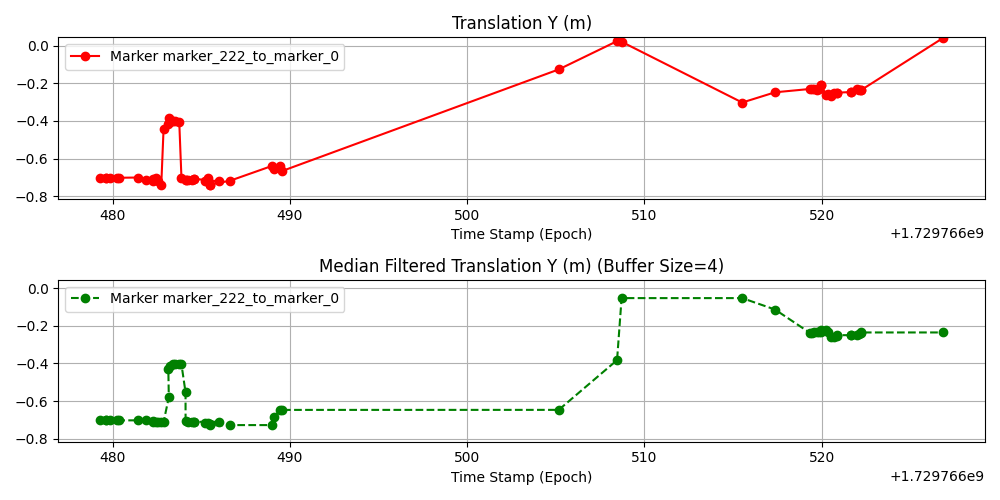 Translation Y (m)
Marker marker_222_to_marker_0
0.0
−0.2
−0.4
−0.6
−0.8
480 490 500 510 520
Time Stamp (Epoch)
+1.729766e9
Median Filtered Translation Y (m) (Buffer Size=4)
Marker marker_222_to_marker_0
0.0
−0.2
−0.4
−0.6
−0.8
480 490 500 510 520
Time Stamp (Epoch)
+1.729766e9